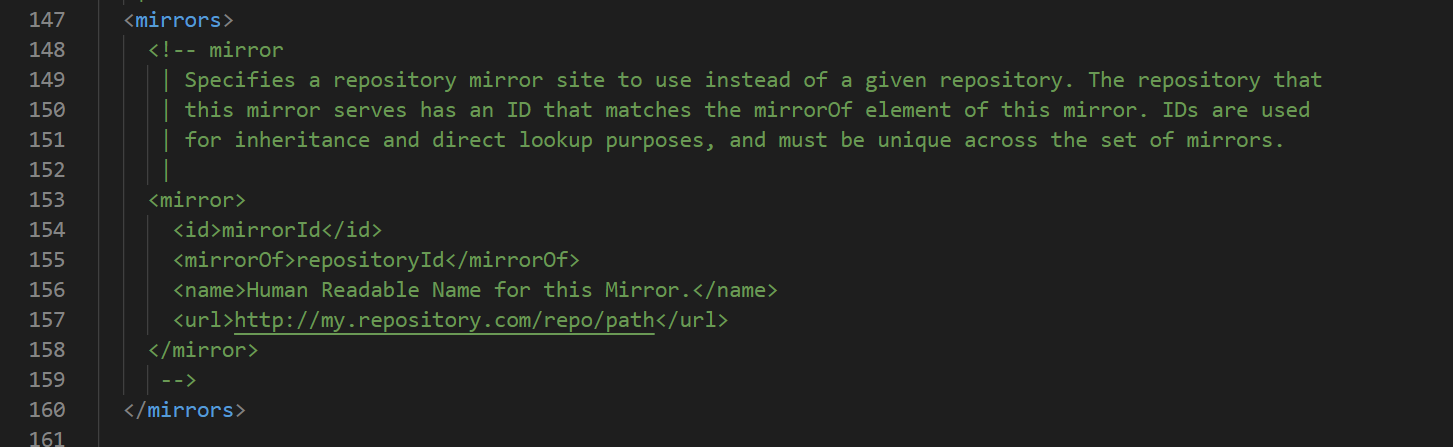 147 <mirrors>
148 <!-- mirror
149 | Specifies a repository mirror site to use instead of a given repository. The repository that
150 | this mirror serves has an ID that matches the mirrorOf element of this mirror. IDs are used
151 | for inheritance and direct lookup purposes, and must be unique across the set of mirrors.
152 |
153 <mirror>
154 <id>mirrorId</id>
155 <mirrorOf>repositoryId</mirrorOf>
156 <name>Human Readable Name for this Mirror.</name>
157 <url>http://my.repository.com/repo/path</url>
158 </mirror>
159 -->
160 </mirrors>
161